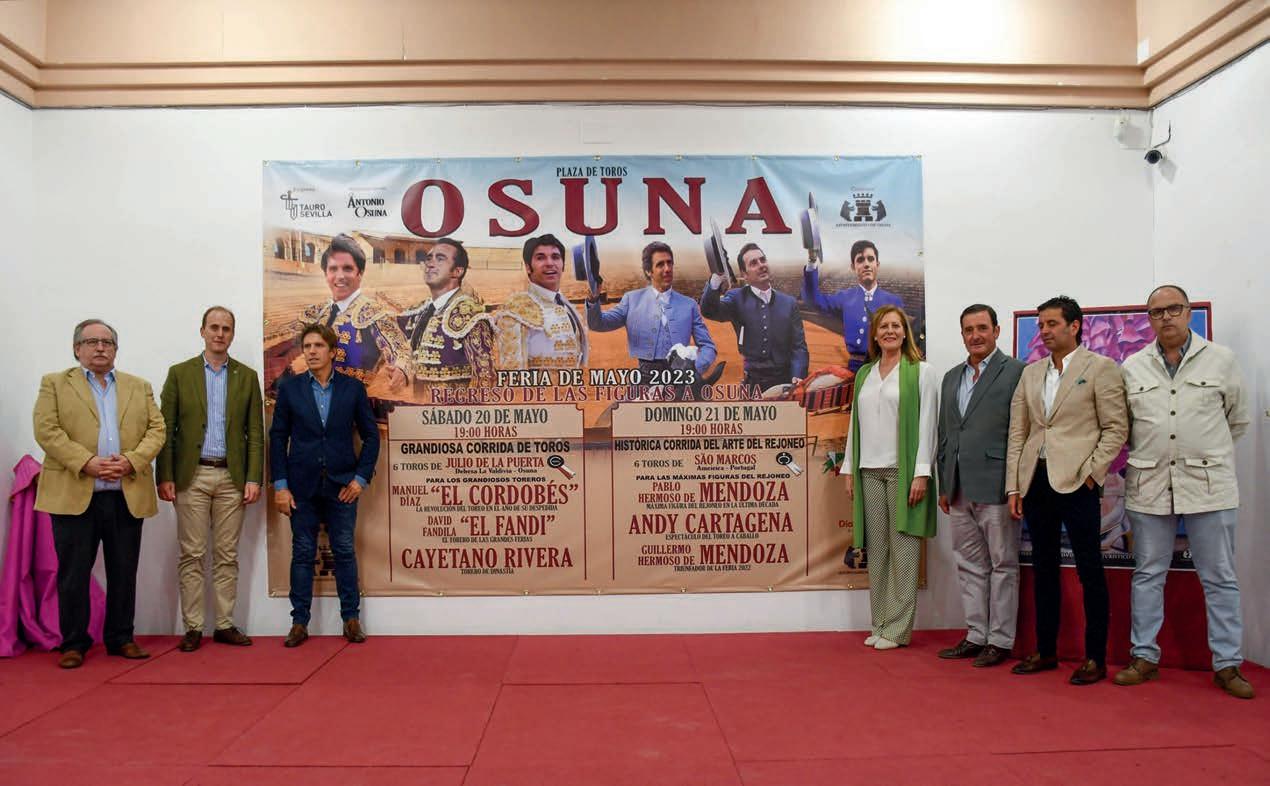 PLAZA DE TOROS
OSUNA
TAURO
SEVILLA
ANTONIO
OSUNA
FERIA DE MAYO 2023
REGRESO DE LAS FIGURAS A OSUNA
SÁBADO 20 DE MAYO
19:00 HORAS
GRANDIOSA CORRIDA DE TOROS
6 TOROS DE JULIO DE LA PUERTA
Dehesa La Valdivia - Osuna
PARA LOS GRANDIOSOS TOREROS
MANUEL DÍAZ "EL CORDOBÉS"
LA REVOLUCIÓN DEL TOREO EN EL AÑO DE SU DESPEDIDA
DAVID FANDILA "EL FANDI"
EL TORERO DE LAS GRANDES FERIAS
CAYETANO RIVERA
TORERO DE DINASTÍA
DOMINGO 21 DE MAYO
19:00 HORAS
HISTÓRICA CORRIDA DEL ARTE DEL REJONEO
6 TOROS DE SÃO MARCOS
Portugal
PARA LAS MÁXIMAS FIGURAS DEL REJONEO
PABLO HERMOSO DE MENDOZA
MÁXIMA FIGURA DEL REJONEO EN LA ÚLTIMA DÉCADA
ANDY CARTAGENA
ESPECTÁCULO DEL TOREO A CABALLO
GUILLERMO HERMOSO DE MENDOZA
TRIUNFADOR DE LA FERIA 2022